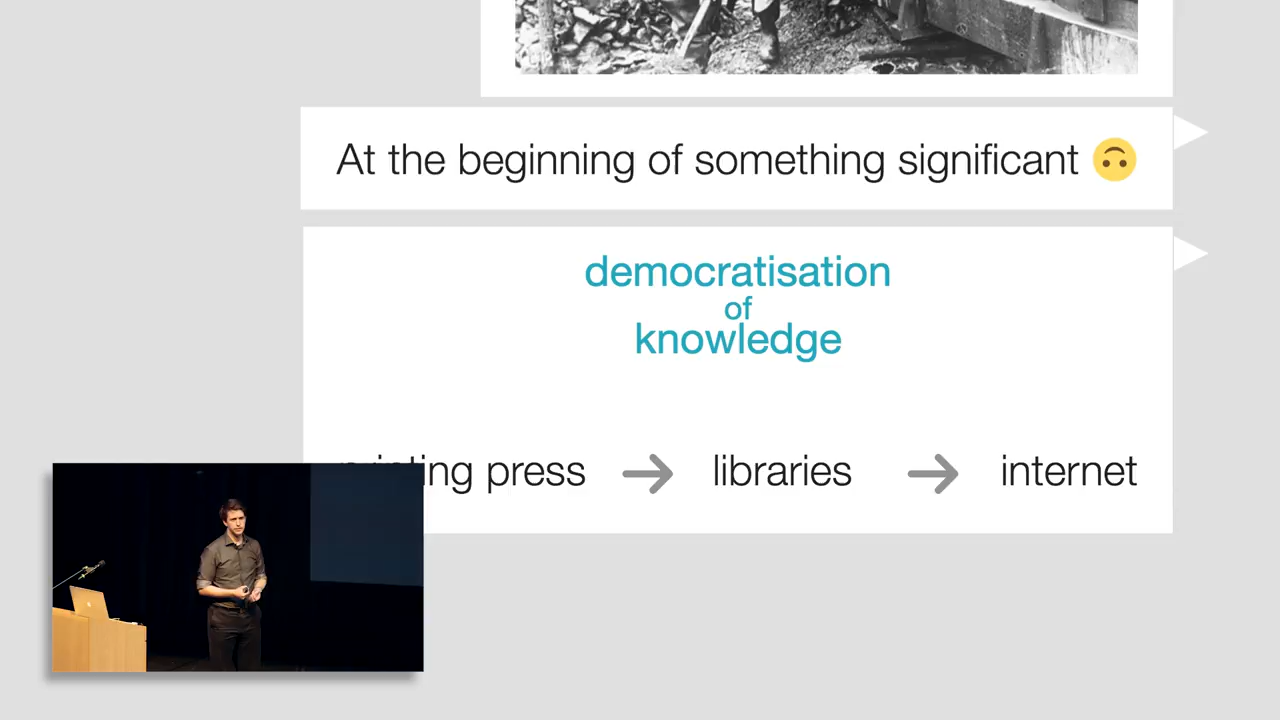 At the beginning of something significant 🙃
democratisation
of
knowledge
printing press → libraries → internet